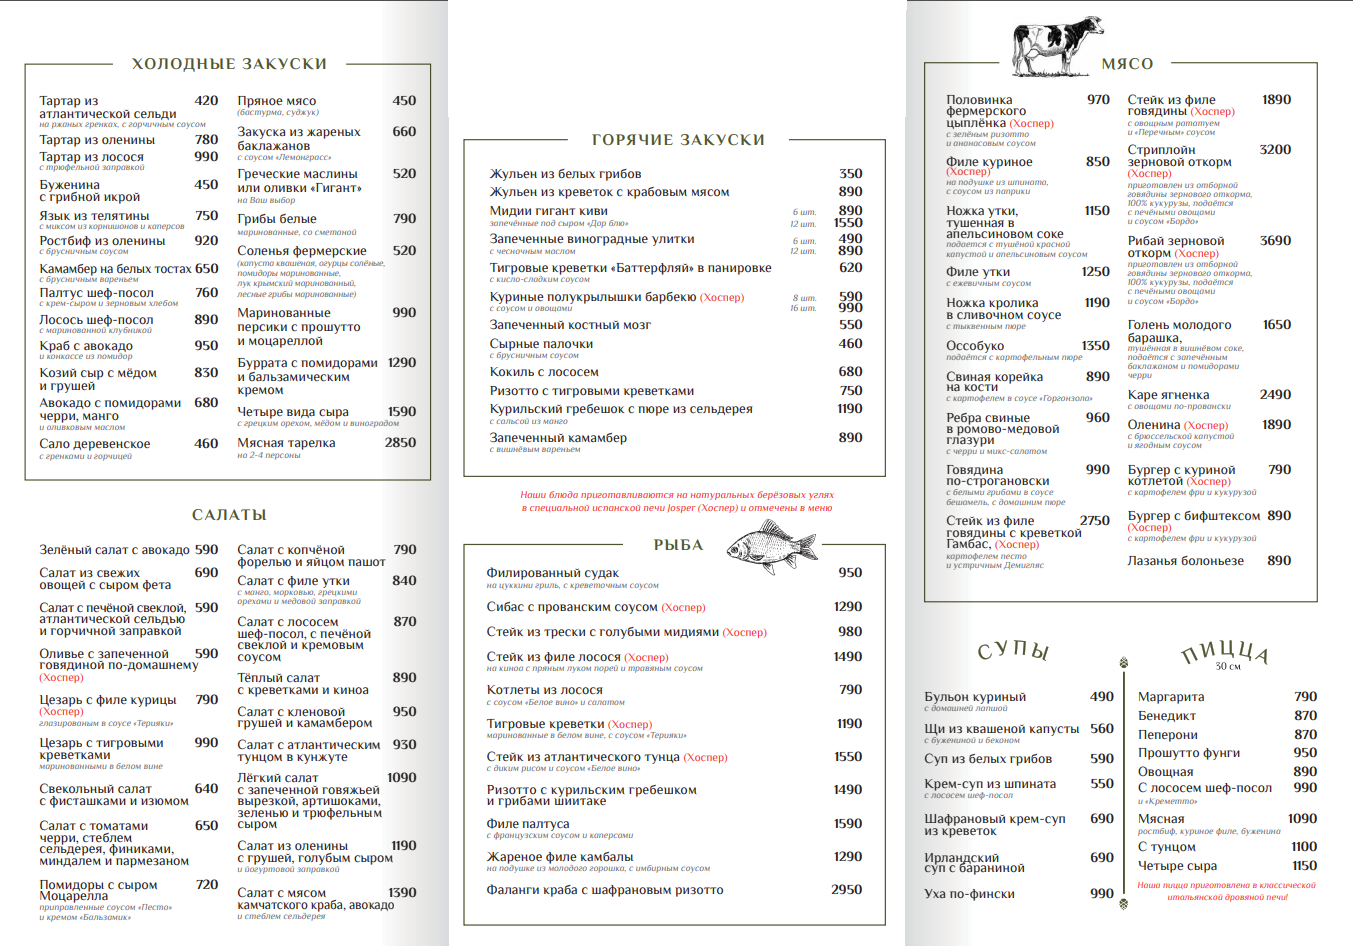 ХОЛОДНЫЕ ЗАКУСКИ
Тартар из 420
атлантической сельди
на ржаных гренках, с горчичным соусом
Тартар из оленины 780
Тартар из лосося 990
с трюфельной заправкой
Буженина 450
с грибной икрой
Язык из телятины 750
с миксом из корнишонов и каперсов
Ростбиф из оленины 920
с брусничным соусом
Камамбер на белых тостах 650
с брусничным вареньем
Палтус шеф-посол 760
с крем-сыром и зерновым хлебом
Лосось шеф-посол 890
с маринованной клубникой
Краб с авокадо 950
и конкассе из помидор
Козий сыр с мёдом 830
и грушей
Авокадо с помидорами 680
черри, манго
и оливковым маслом
Сало деревенское 460
с гренками и горчицей
Пряное мясо 450
(бастурма, суджук)
Закуска из жареных 660
баклажанов
с соусом «Лемонграсс»
Греческие маслины 520
или оливки «Гигант»
на Ваш выбор
Грибы белые 790
маринованные, со сметаной
Соленья фермерские 520
(капуста квашеная, огурцы солёные,
помидоры маринованные,
лук крымский маринованный,
лесные грибы маринованные)
Маринованные 990
персики с прошутто
и моцареллой
Буррата с помидорами 1290
и бальзамическим
кремом
Четыре вида сыра 1590
с грецким орехом, мёдом и виноградом
Мясная тарелка 2850
на 2-4 персоны
САЛАТЫ
Зелёный салат с авокадо 590
Салат из свежих 690
овощей с сыром фета
Салат с печёной свеклой, 590
атлантической сельдью
и горчичной заправкой
Оливье с запеченной 590
говядиной по-домашнему
(Хоспер)
Цезарь с филе курицы 790
(Хоспер)
глазированым в соусе «Терияки»
Цезарь с тигровыми 990
креветками
маринованными в белом вине
Свекольный салат 640
с фисташками и изюмом
Салат с томатами 650
черри, стеблем
сельдерея, финиками,
миндалем и пармезаном
Помидоры с сыром 720
Моцарелла
приправленные соусом «Песто»
и кремом «Бальзамик»
Салат с копчёной 790
форелью и яйцом пашот
Салат с филе утки 840
с манго, морковью, грецкими
орехами и медовой заправкой
Салат с лососем 870
шеф-посол, с печёной
свеклой и кремовым
соусом
Тёплый салат 890
с креветками и киноа
Салат с кленовой 950
грушей и камамбером
Салат с атлантическим 930
тунцом в кунжуте
Лёгкий салат 1090
с запеченной говяжьей
вырезкой, артишоками,
зеленью и трюфельным
сыром
Салат из оленины 1190
с грушей, голубым сыром
и йогуртовой заправкой
Салат с мясом 1390
камчатского краба, авокадо
и стеблем сельдерея
ГОРЯЧИЕ ЗАКУСКИ
Жульен из белых грибов 350
Жульен из креветок с крабовым мясом 890
Мидии гигант киви 6 шт. 890
запечённые под сыром «Дор блю» 12 шт. 1550
Запеченные виноградные улитки 6 шт. 490
с чесночным маслом 12 шт. 890
Тигровые креветки «Баттерфляй» в панировке 620
с кисло-сладким соусом
Куриные полукрылышки барбекю (Хоспер) 8 шт. 590
с соусом и овощами 16 шт. 990
Запеченный костный мозг 550
Сырные палочки 460
с брусничным соусом
Кокиль с лососем 680
Ризотто с тигровыми креветками 750
Курильский гребешок с пюре из сельдерея 1190
с сальсой из манго
Запеченный камамбер 890
с вишнёвым вареньем
Наши блюда приготавливаются на натуральных берёзовых углях
в специальной испанской печи Josper (Хоспер) и отмечены в меню
РЫБА
Филированный судак 950
на цуккини гриль, с креветочным соусом
Сибас с прованским соусом (Хоспер) 1290
Стейк из трески с голубыми мидиями (Хоспер) 980
Стейк из филе лосося (Хоспер) 1490
на киноа с пряным луком порей и травяным соусом
Котлеты из лосося 790
с соусом «Белое вино» и салатом
Тигровые креветки (Хоспер) 1190
маринованные в белом вине, с соусом «Терияки»
Стейк из атлантического тунца (Хоспер) 1550
с диким рисом и соусом «Белое вино»
Ризотто с курильским гребешком 1490
и грибами шиитаке
Филе палтуса 1590
с французским соусом и каперсами
Жареное филе камбалы 1290
на подушке из молодого горошка, с имбирным соусом
Фаланги краба с шафрановым ризотто 2950
МЯСО
Половинка 970
фермерского
цыплёнка (Хоспер)
с зелёным ризотто
и ананасовым соусом
Филе куриное 850
(Хоспер)
на подушке из шпината,
с соусом из паприки
Ножка утки, 1150
тушенная в
апельсиновом соке
подается с тушёной красной
капустой и апельсиновым соусом
Филе утки 1250
с ежевичным соусом
Ножка кролика 1190
в сливочном соусе
с тыквенным пюре
Оссобуко 1350
подаётся с картофельным пюре
Свиная корейка 890
на кости
с картофелем в соусе «Горгонзоло»
Ребра свиные 960
в ромово-медовой
глазури
с черри и микс-салатом
Говядина 990
по-строгановски
с белыми грибами в соусе
бешамель, с домашним пюре
Стейк из филе 2750
говядины с креветкой
Гамбас, (Хоспер)
картофелем песто
и устричным Демигляс
Стейк из филе 1890
говядины (Хоспер)
с овощным рататуем
и «Перечным» соусом
Стриплойн 3200
зерновой откорм
(Хоспер)
приготовлен из отборной
говядины зернового откорма,
100% кукурузы, подаётся
с печёными овощами
и соусом «Бордо»
Рибай зерновой 3690
откорм (Хоспер)
приготовлен из отборной
говядины зернового откорма,
100% кукурузы, подаётся
с печёными овощами
и соусом «Бордо»
Голень молодого 1650
барашка,
тушённая в вишнёвом соке,
подаётся с запечённым
баклажаном и помидорами
черри
Каре ягненка 2490
с овощами по-провански
Оленина (Хоспер) 1890
с брюссельской капустой
и ягодным соусом
Бургер с куриной 790
котлетой (Хоспер)
с картофелем фри и кукурузой
Бургер с бифштексом 890
(Хоспер)
с картофелем фри и кукурузой
Лазанья болоньезе 890
СУПЫ
Бульон куриный 490
с домашней лапшой
Щи из квашеной капусты 560
с бужениной и беконом
Суп из белых грибов 590
Крем-суп из шпината 550
с лососем шеф-посол
Шафрановый крем-суп 690
из креветок
Ирландский 690
суп с бараниной
Уха по-фински 990
ПИЦЦА
30 см
Маргарита 790
Бенедикт 870
Пеперони 870
Прошутто фунги 950
Овощная 890
С лососем шеф-посол 990
и «Креметто»
Мясная 1090
ростбиф, куриное филе, буженина
С тунцом 1100
Четыре сыра 1150
Наша пицца приготовлена в классической
итальянской дровяной печи!